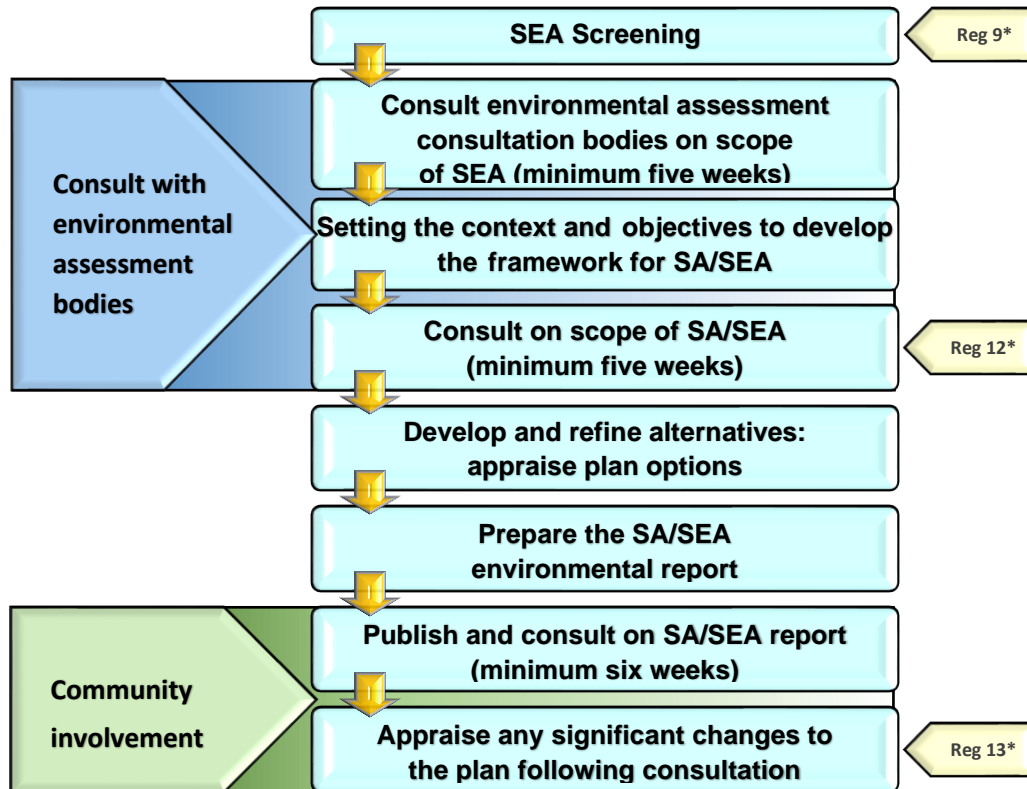 SEA Screening
Reg 9*
Consult environmental assessment
consultation bodies on scope
of SEA (minimum five weeks)
Consult with
environmental
assessment
bodies
Setting the context and objectives to develop
the framework for SA/SEA
Consult on scope of SA/SEA
(minimum five weeks)
Reg 12*
Develop and refine alternatives:
appraise plan options
Prepare the SA/SEA
environmental report
Publish and consult on SA/SEA report
(minimum six weeks)
Community
involvement
Appraise any significant changes to
the plan following consultation
Reg 13*